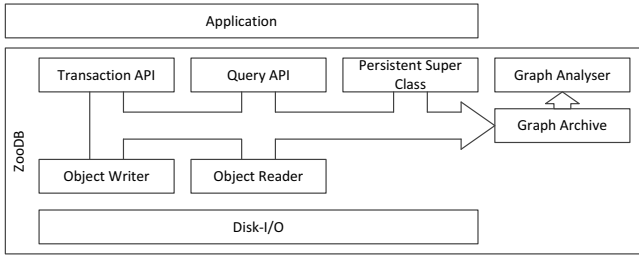 Application
Transaction API
Query API
Persistent Super
Class
Graph Analyser
Graph Archive
ZooDB
Object Writer
Object Reader
Disk-I/O